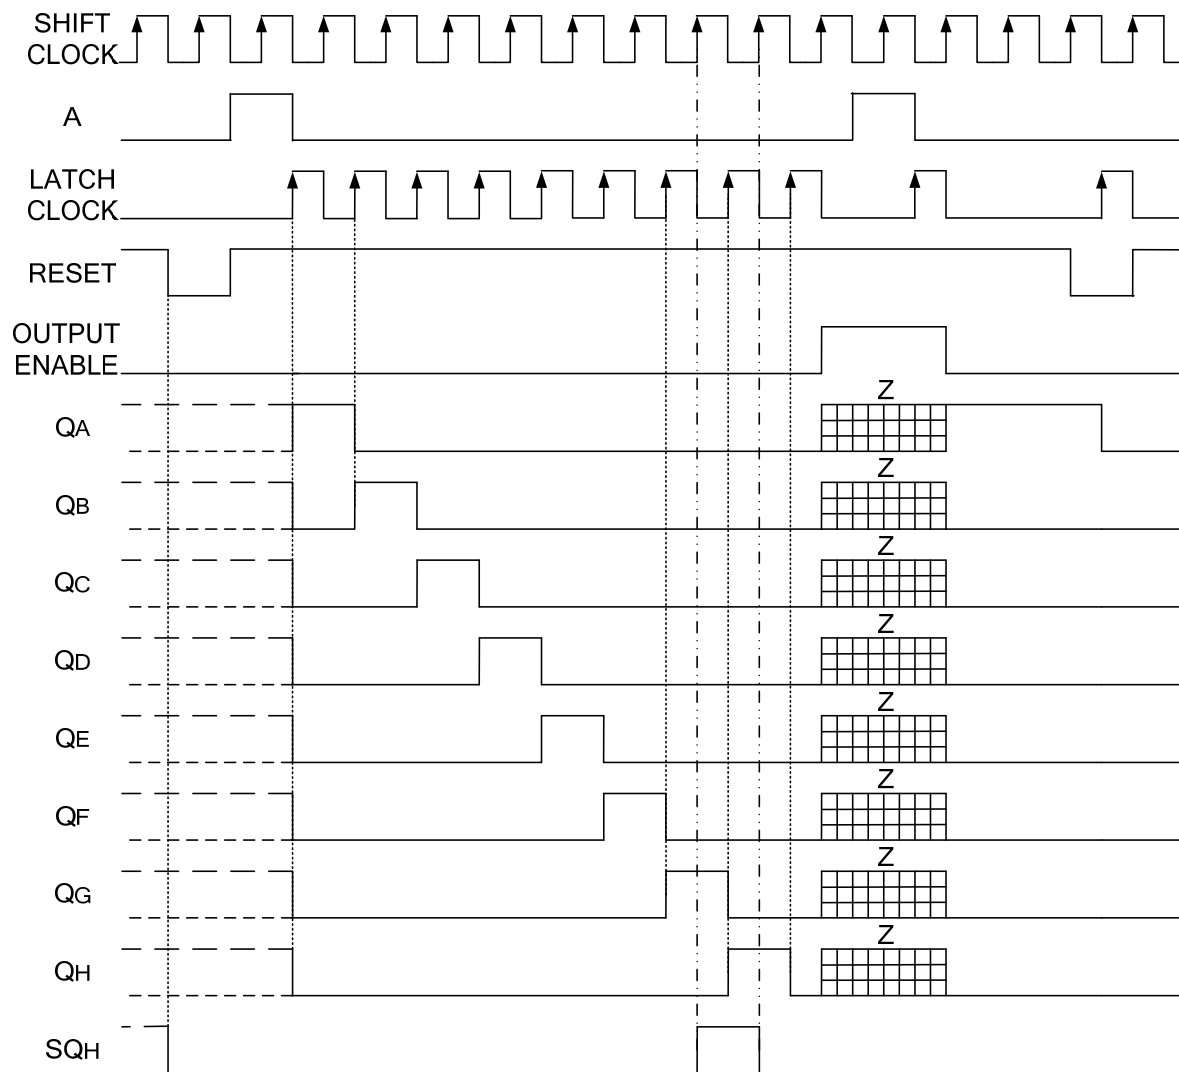 SHIFT
CLOCK
A
LATCH
CLOCK
RESET
OUTPUT
ENABLE
Z
QA
Z
QB
Z
QC
Z
QD
Z
QE
Z
QF
Z
QG
Z
QH
SQH